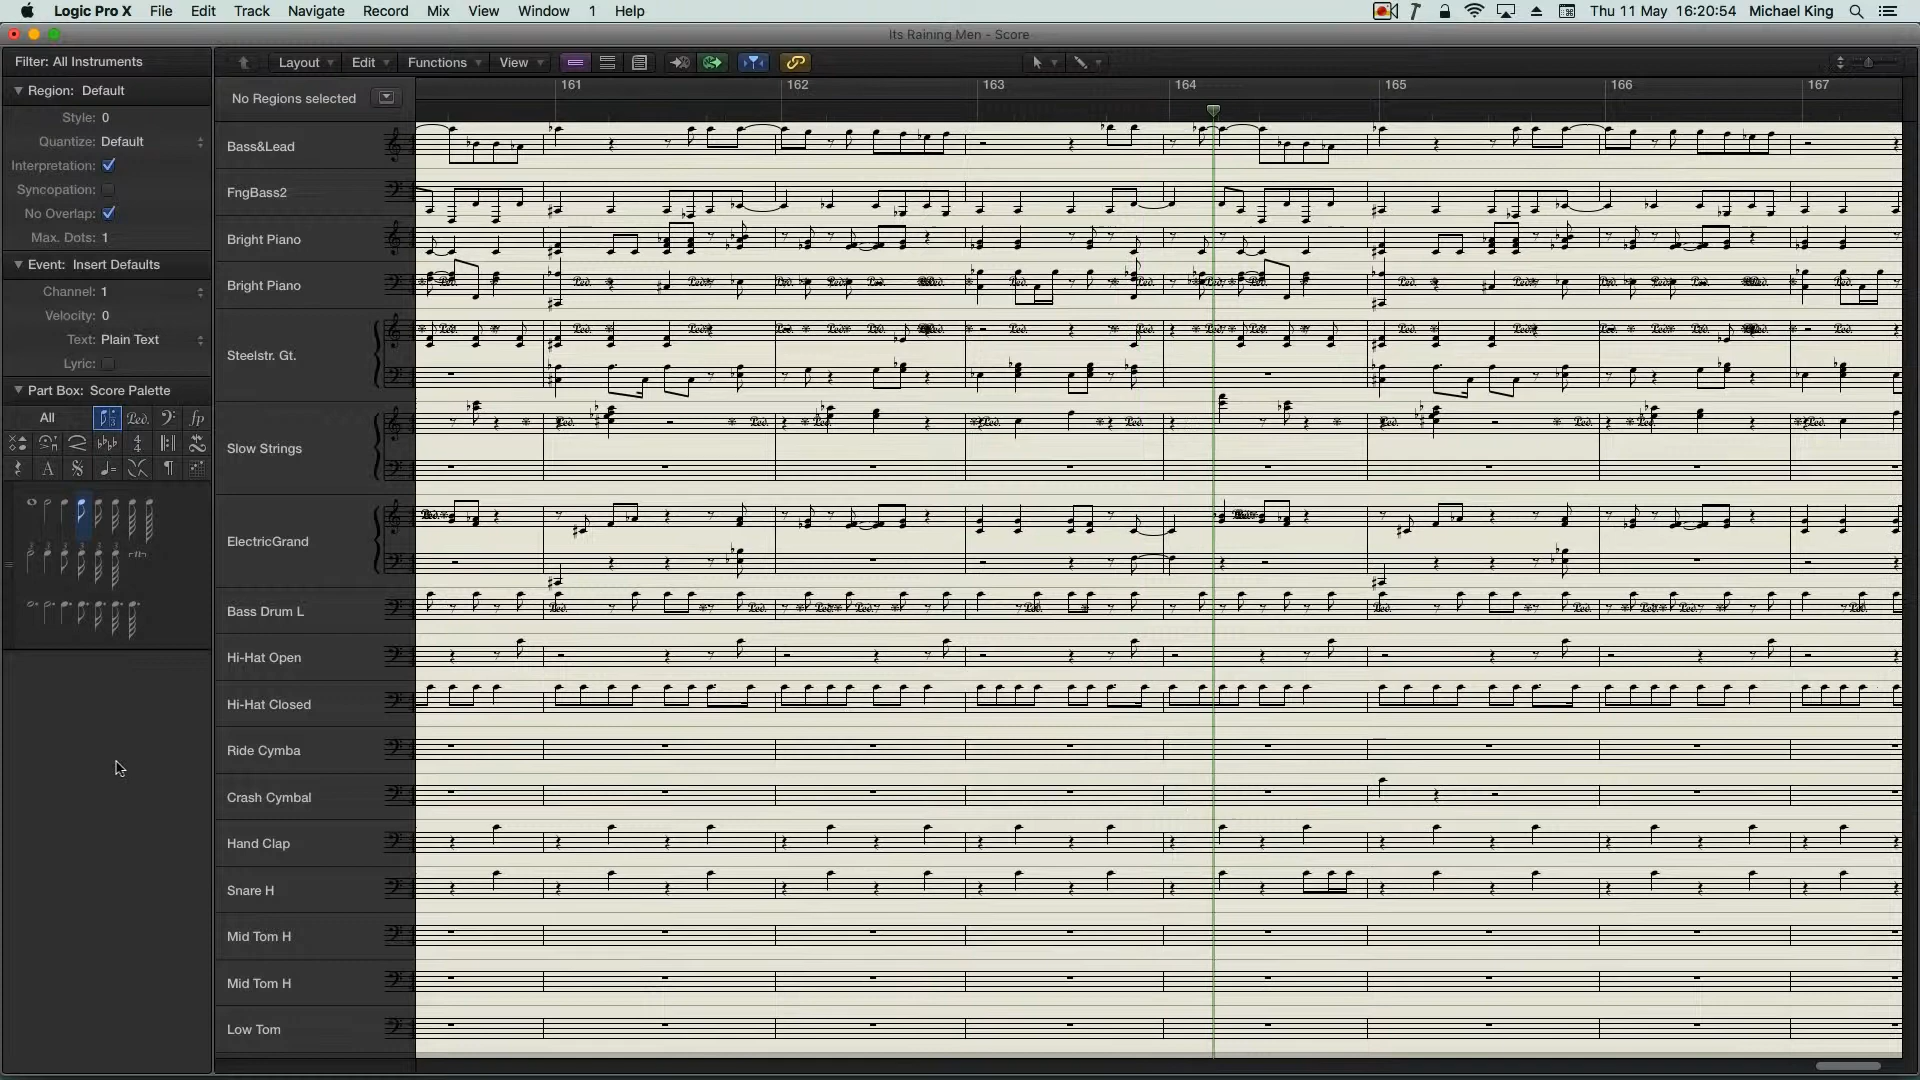 Logic Pro X File Edit Track Navigate Record Mix View Window 1 Help Thu 11 May 16:20:54 Michael King
Its Raining Men - Score
Filter: All Instruments
Layout Edit Functions View
Region: Default
Style: 0
Quantize: Default
Interpretation:
Syncopation:
No Overlap:
Max. Dots: 1
Event: Insert Defaults
Channel: 1
Velocity: 0
Text: Plain Text
Lyric:
Part Box: Score Palette
All
No Regions selected
161 162 163 164 165 166 167
Bass&Lead
FngBass2
Bright Piano
Bright Piano
Steelstr. Gt.
Slow Strings
ElectricGrand
Bass Drum L
Hi-Hat Open
Hi-Hat Closed
Ride Cymba
Crash Cymbal
Hand Clap
Snare H
Mid Tom H
Mid Tom H
Low Tom